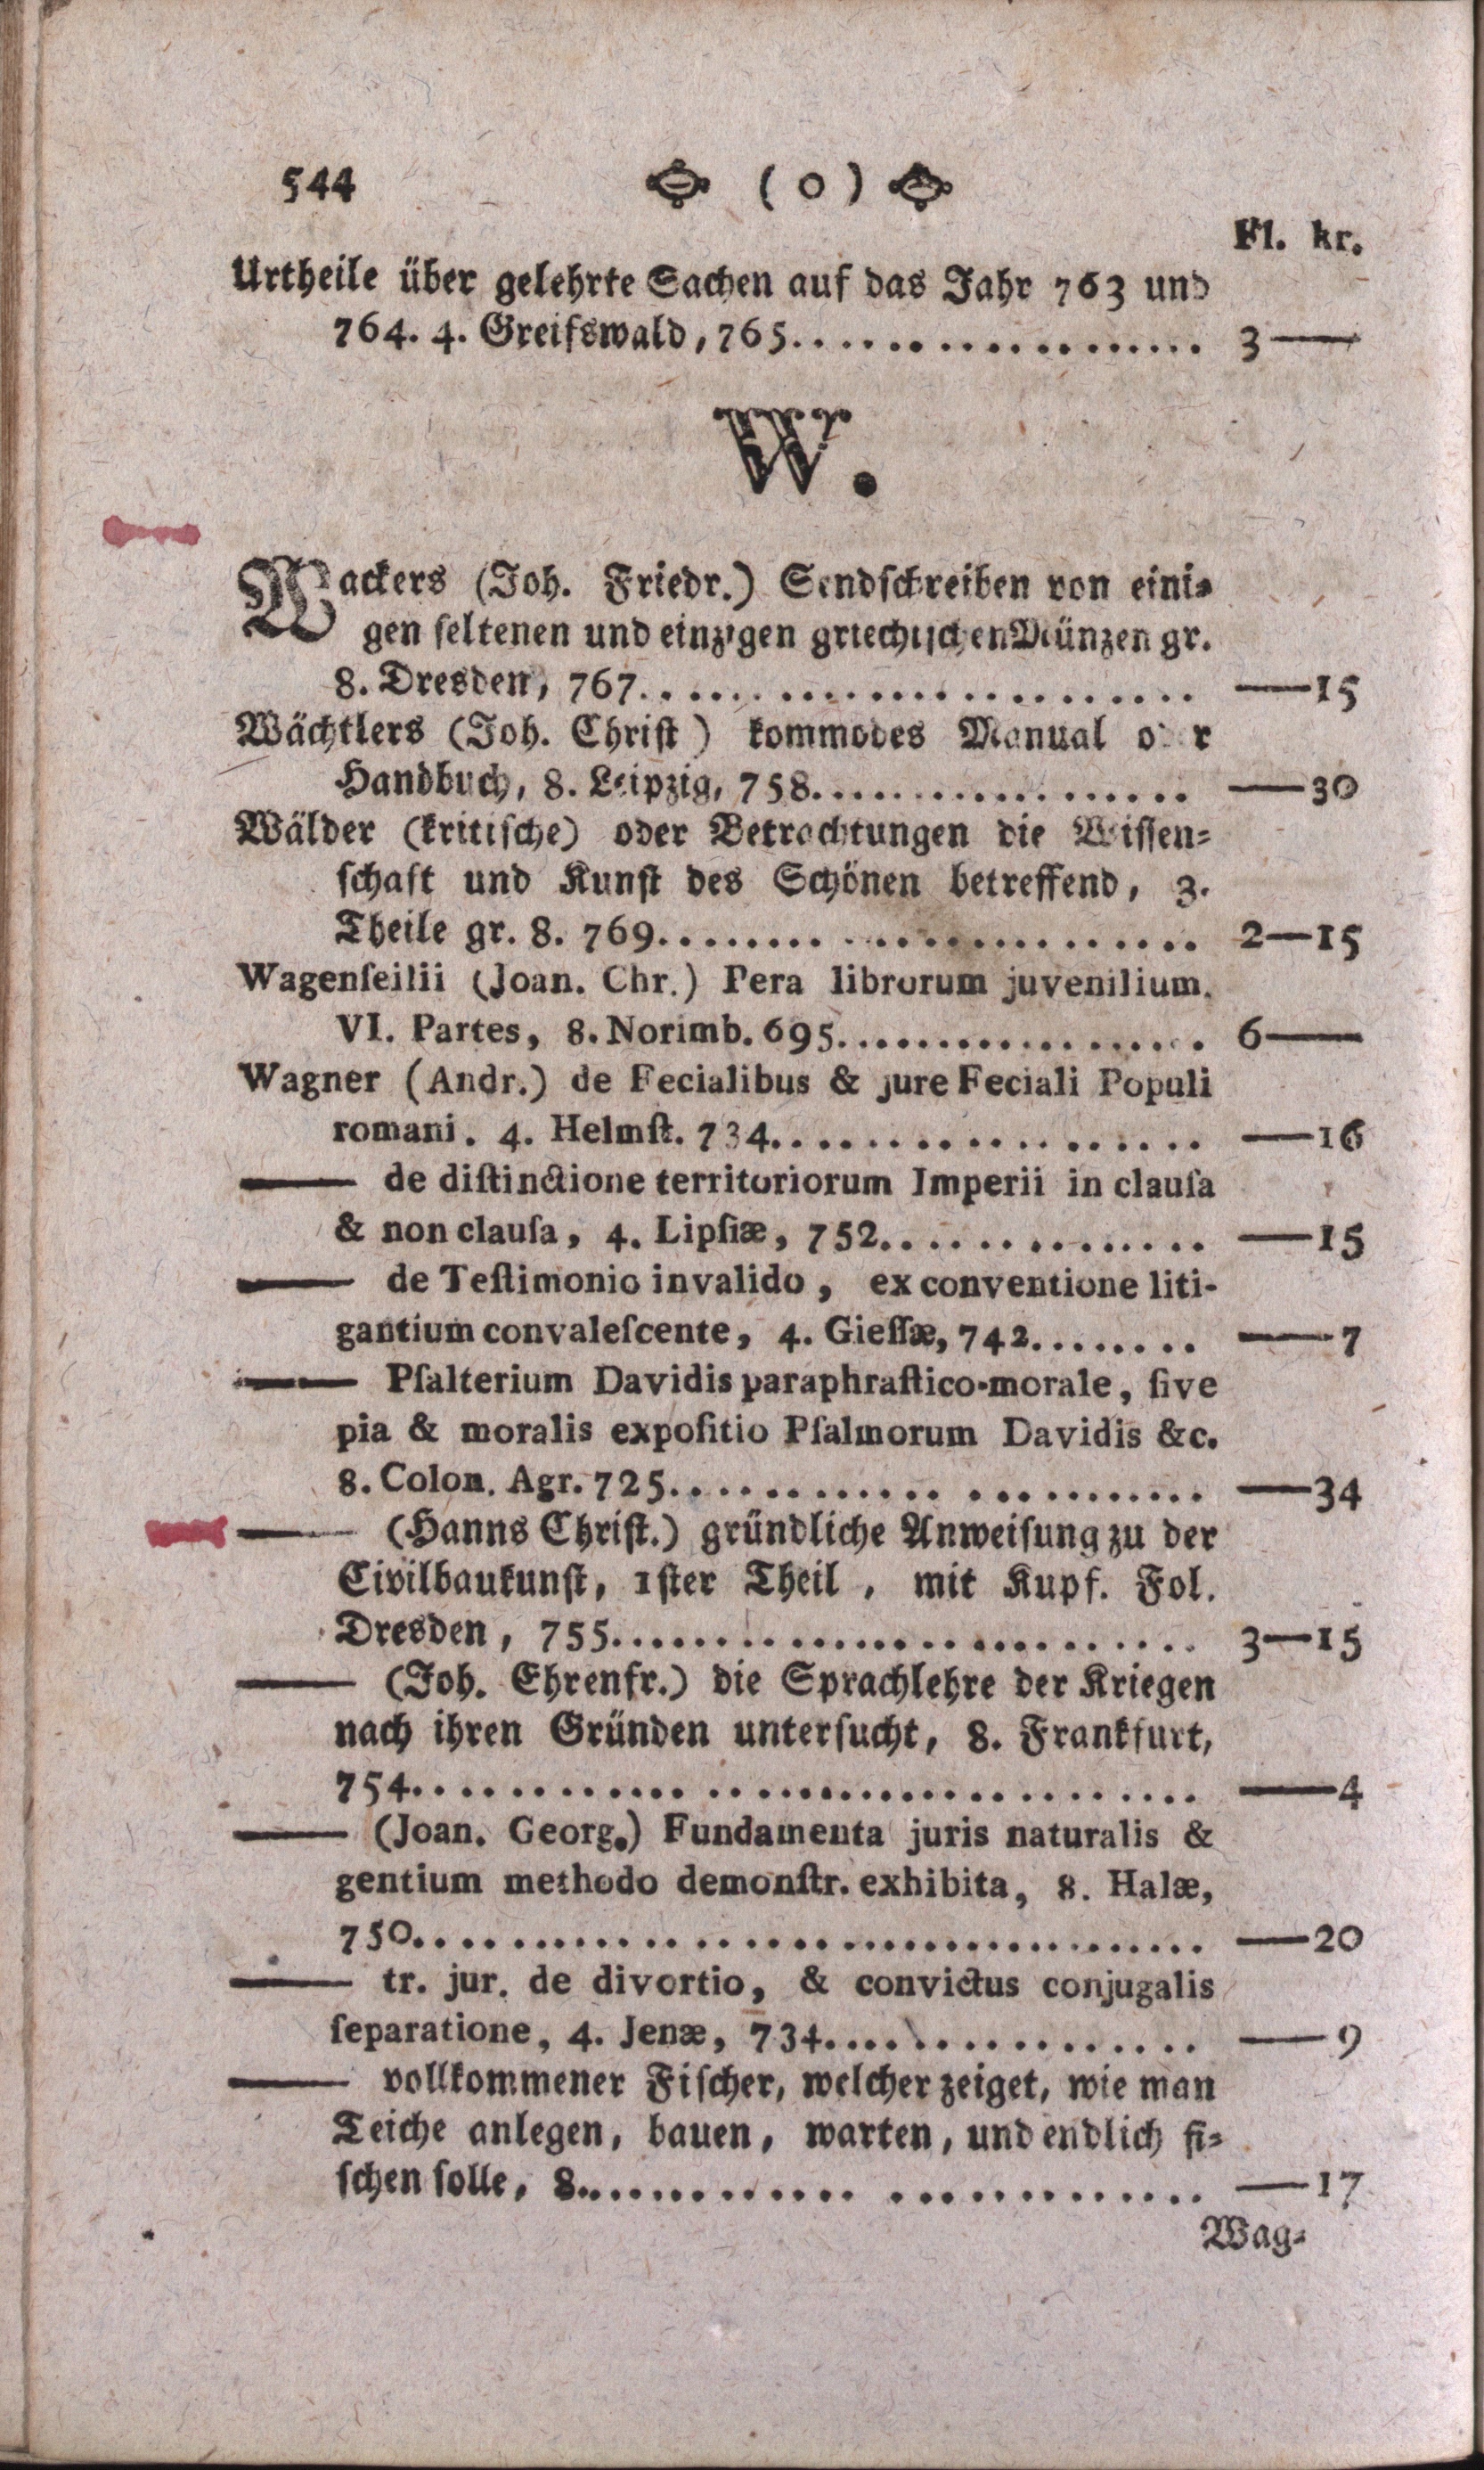 544 ( o )
Fl. kr.
Urtheile über gelehrte Sachen auf das Jahr 763 und
764. 4. Greifswald, 765. . . . . . . . . . . . . . . . . . 3 —
W.
Wackers (Joh. Friedr.) Sendſchreiben von eini-
gen ſeltenen und einzigen griechiſchen Münzen gr.
8. Dresden, 767. . . . . . . . . . . . . . . . . . . . . . . . —15
Wächtlers (Joh. Chriſt ) kommodes Manual oder
Handbuch, 8. Leipzig, 758. . . . . . . . . . . . . . . . . —30
Wälder (kritiſche) oder Betrachtungen die Wiſſen-
ſchaft und Kunſt des Schönen betreffend, 3.
Theile gr. 8. 769. . . . . . . . . . . . . . . . . . . . . . . 2—15
Wagenſeilii (Joan. Chr.) Pera librorum juvenilium.
VI. Partes, 8. Norimb. 695. . . . . . . . . . . . . . . . 6—
Wagner (Andr.) de Fecialibus & jure Feciali Populi
romani. 4. Helmſt. 734. . . . . . . . . . . . . . . . . . —16
— de diſtinctione territoriorum Imperii in clauſa
& non clauſa, 4. Lipſiæ, 752. . . . . . . . . . . . . . —15
— de Teſtimonio invalido, ex conventione liti-
gantium convaleſcente, 4. Gieſſæ, 742. . . . . . . . —7
— Pſalterium Davidis paraphraſtico-morale, ſive
pia & moralis expoſitio Pſalmorum Davidis &c.
8. Colon. Agr. 725. . . . . . . . . . . . . . . . . . . . . . —34
— (Hanns Chriſt.) gründliche Anweiſung zu der
Civilbaukunſt, 1ſter Theil, mit Kupf. Fol.
Dresden, 755. . . . . . . . . . . . . . . . . . . . . . . . . 3—15
— (Joh. Ehrenfr.) die Sprachlehre der Kriegen
nach ihren Gründen unterſucht, 8. Frankfurt,
754. . . . . . . . . . . . . . . . . . . . . . . . . . . . . . . . —4
— (Joan. Georg.) Fundamenta juris naturalis &
gentium methodo demonſtr. exhibita, 8. Halæ,
750. . . . . . . . . . . . . . . . . . . . . . . . . . . . . . . . —20
— tr. jur. de divortio, & convictus conjugalis
ſeparatione, 4. Jenæ, 734. . . . . . . . . . . . . . . . —9
— vollkommener Fiſcher, welcher zeiget, wie man
Teiche anlegen, bauen, warten, und endlich fi-
ſchen ſolle, 8. . . . . . . . . . . . . . . . . . . . . . . . . —17
Wag-